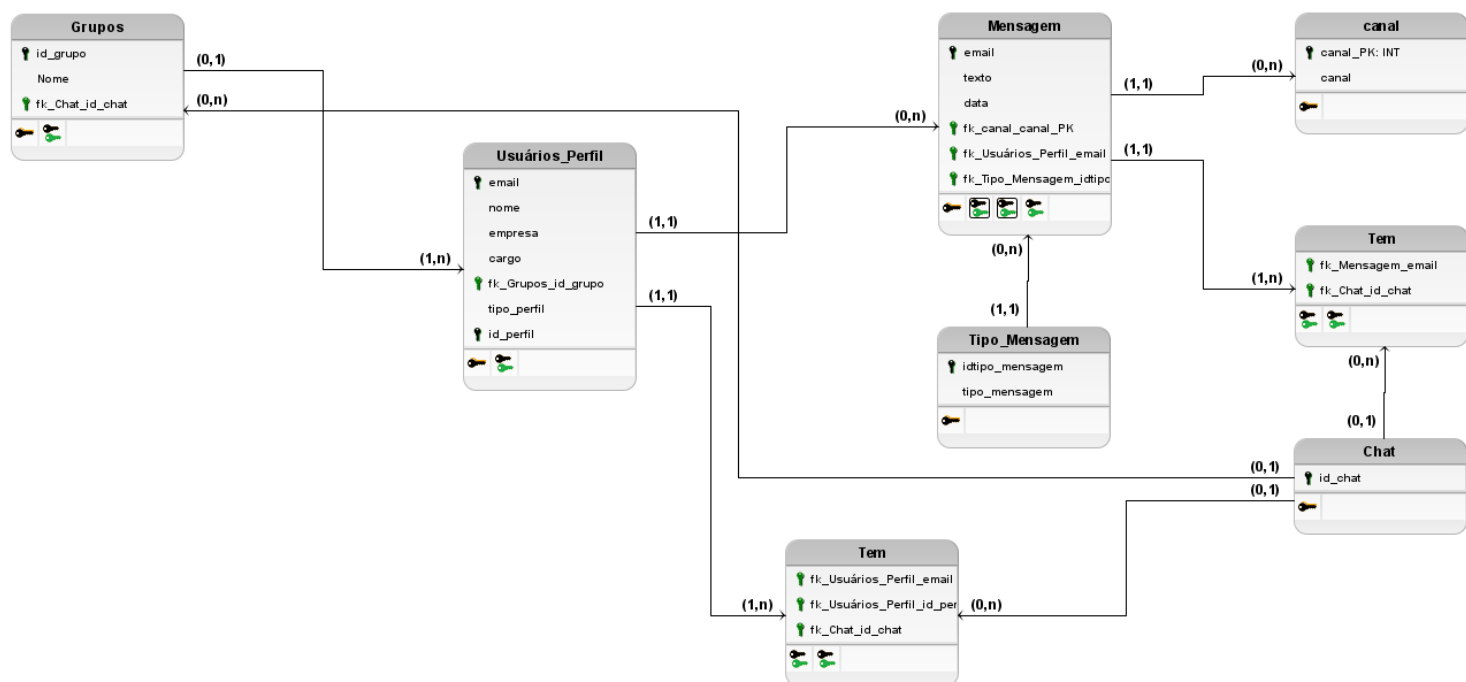 Grupos
id_grupo
Nome
fk_Chat_id_chat
(0,1)
(0,n)
(1,n)
Usuários_Perfil
email
nome
empresa
cargo
fk_Grupos_id_grupo
tipo_perfil
id_perfil
(1,1)
(1,1)
(0,n)
Mensagem
email
texto
data
fk_canal_canal_PK
fk_Usuários_Perfil_email
fk_Tipo_Mensagem_idtipo
(1,1)
(0,n)
(1,1)
(1,n)
canal
canal_PK: INT
canal
Tem
fk_Mensagem_email
fk_Chat_id_chat
(0,n)
(1,1)
Tipo_Mensagem
idtipo_mensagem
tipo_mensagem
(0,n)
(0,1)
Chat
id_chat
(0,1)
(0,1)
Tem
fk_Usuários_Perfil_email
fk_Usuários_Perfil_id_per
fk_Chat_id_chat
(1,n)
(0,n)